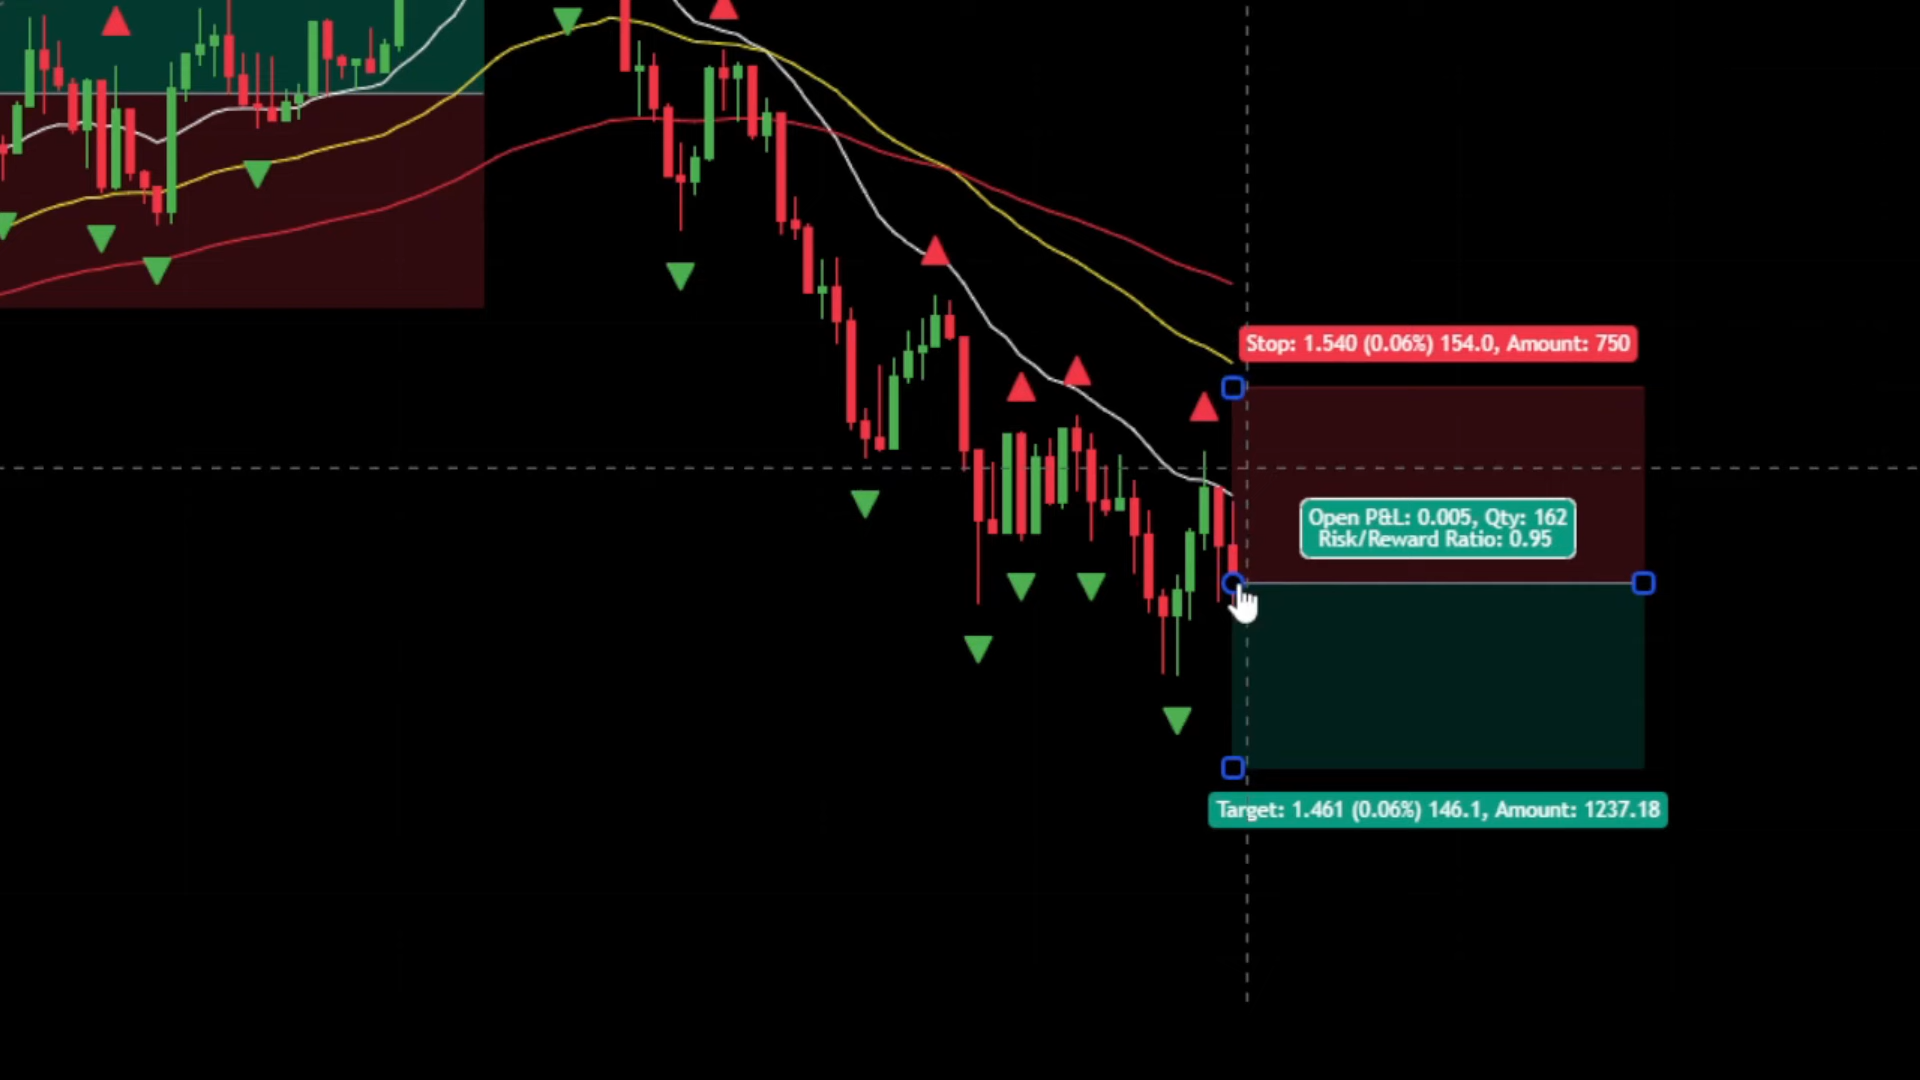 Stop: 1.540 (0.06%) 154.0, Amount: 750
Open P&L: 0.005, Qty: 162
Risk/Reward Ratio: 0.95
Target: 1.461 (0.06%) 146.1, Amount: 1237.18